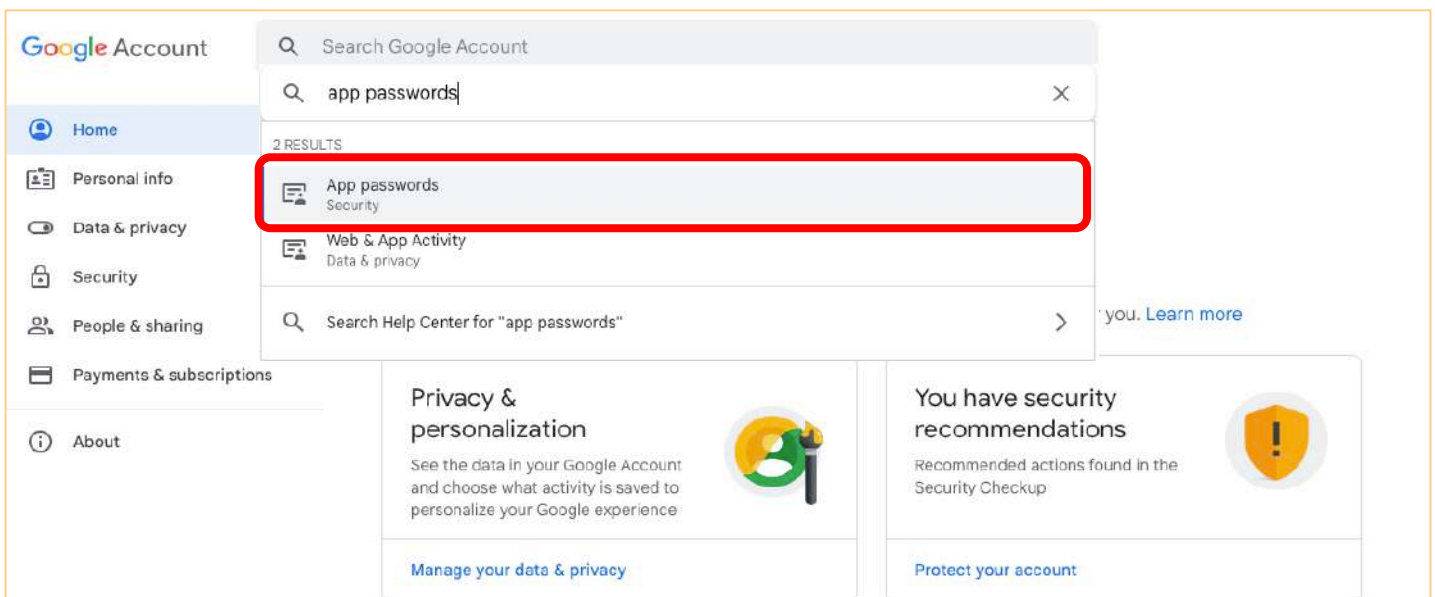 Google Account
Search Google Account
app passwords
Home
2 RESULTS
Personal info
App passwords
Security
Data & privacy
Web & App Activity
Data & privacy
Security
People & sharing
Search Help Center for "app passwords"
you. Learn more
Payments & subscriptions
About
Privacy &
personalization
See the data in your Google Account
and choose what activity is saved to
personalize your Google experience
Manage your data & privacy
You have security
recommendations
Recommended actions found in the
Security Checkup
Protect your account